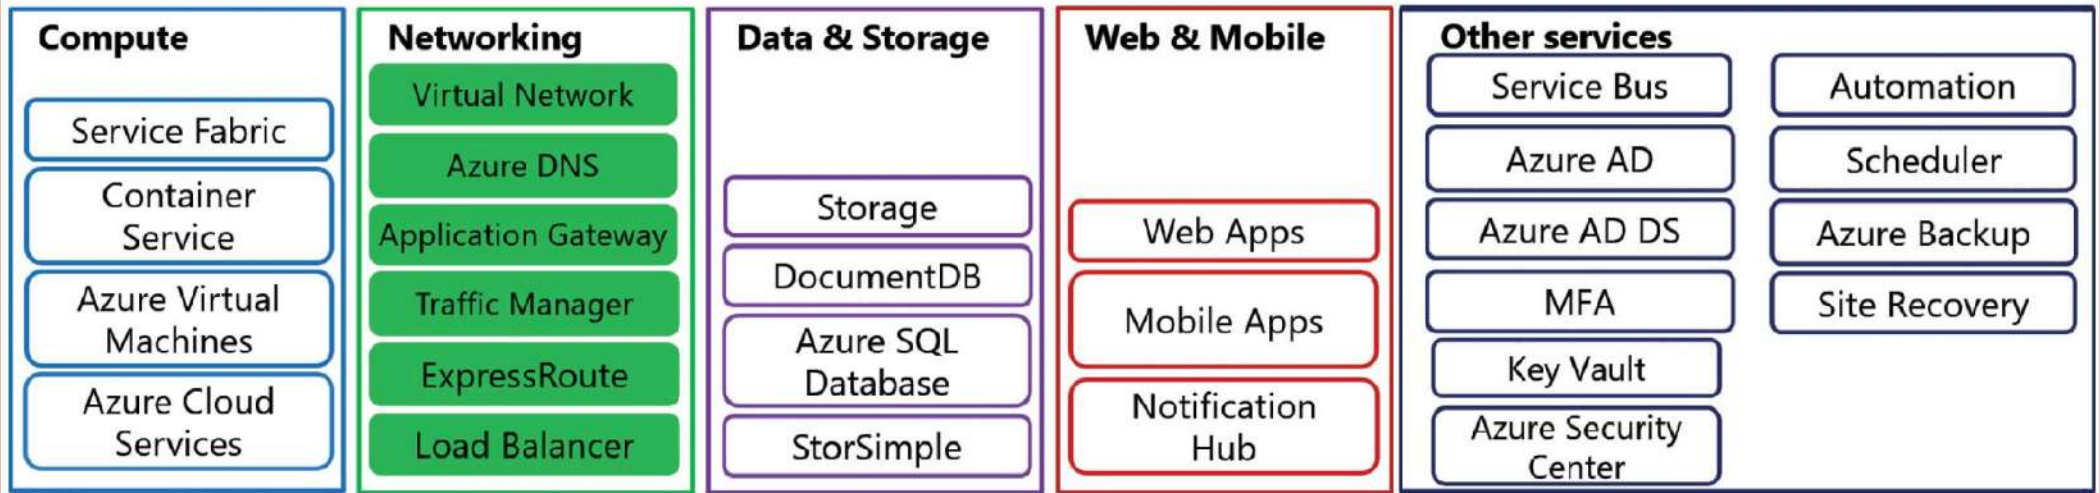 Compute
Service Fabric
Container
Service
Azure Virtual
Machines
Azure Cloud
Services
Networking
Virtual Network
Azure DNS
Application Gateway
Traffic Manager
ExpressRoute
Load Balancer
Data & Storage
Storage
DocumentDB
Azure SQL
Database
StorSimple
Web & Mobile
Web Apps
Mobile Apps
Notification
Hub
Other services
Service Bus
Azure AD
Azure AD DS
MFA
Key Vault
Azure Security
Center
Automation
Scheduler
Azure Backup
Site Recovery